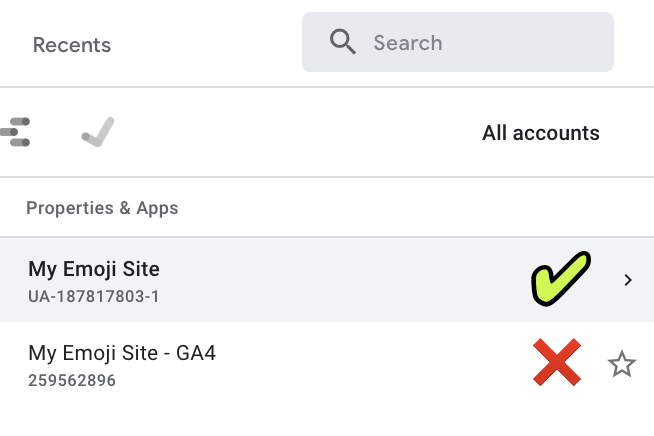 Recents
Search
All accounts
Properties & Apps
My Emoji Site
UA-187817803-1
My Emoji Site - GA4
259562896